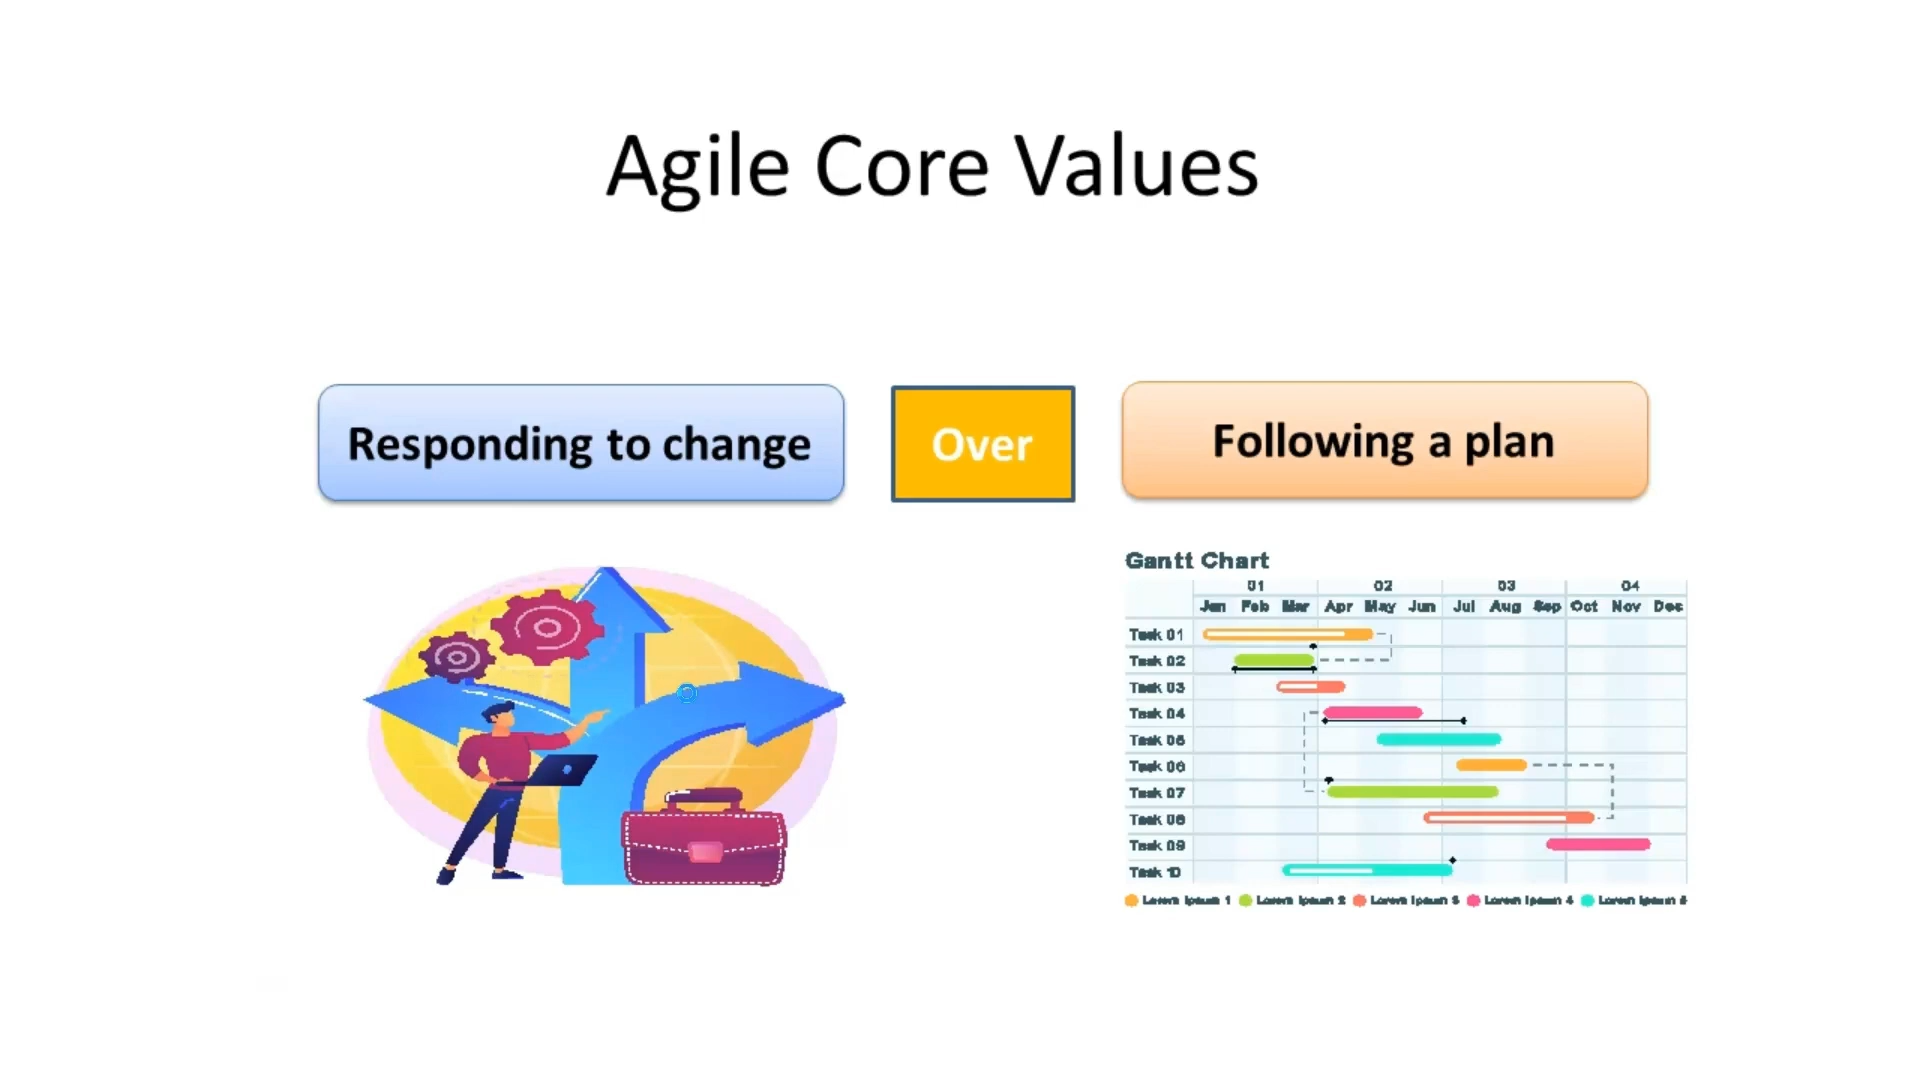 Agile Core Values
Responding to change
Over
Following a plan
Gantt Chart
01 02 03 04
Jan Feb Mar Apr May Jun Jul Aug Sep Oct Nov Dec
Task 01
Task 02
Task 03
Task 04
Task 05
Task 06
Task 07
Task 08
Task 09
Task 10
Lorem Ipsum 1 Lorem Ipsum 2 Lorem Ipsum 3 Lorem Ipsum 4 Lorem Ipsum 5